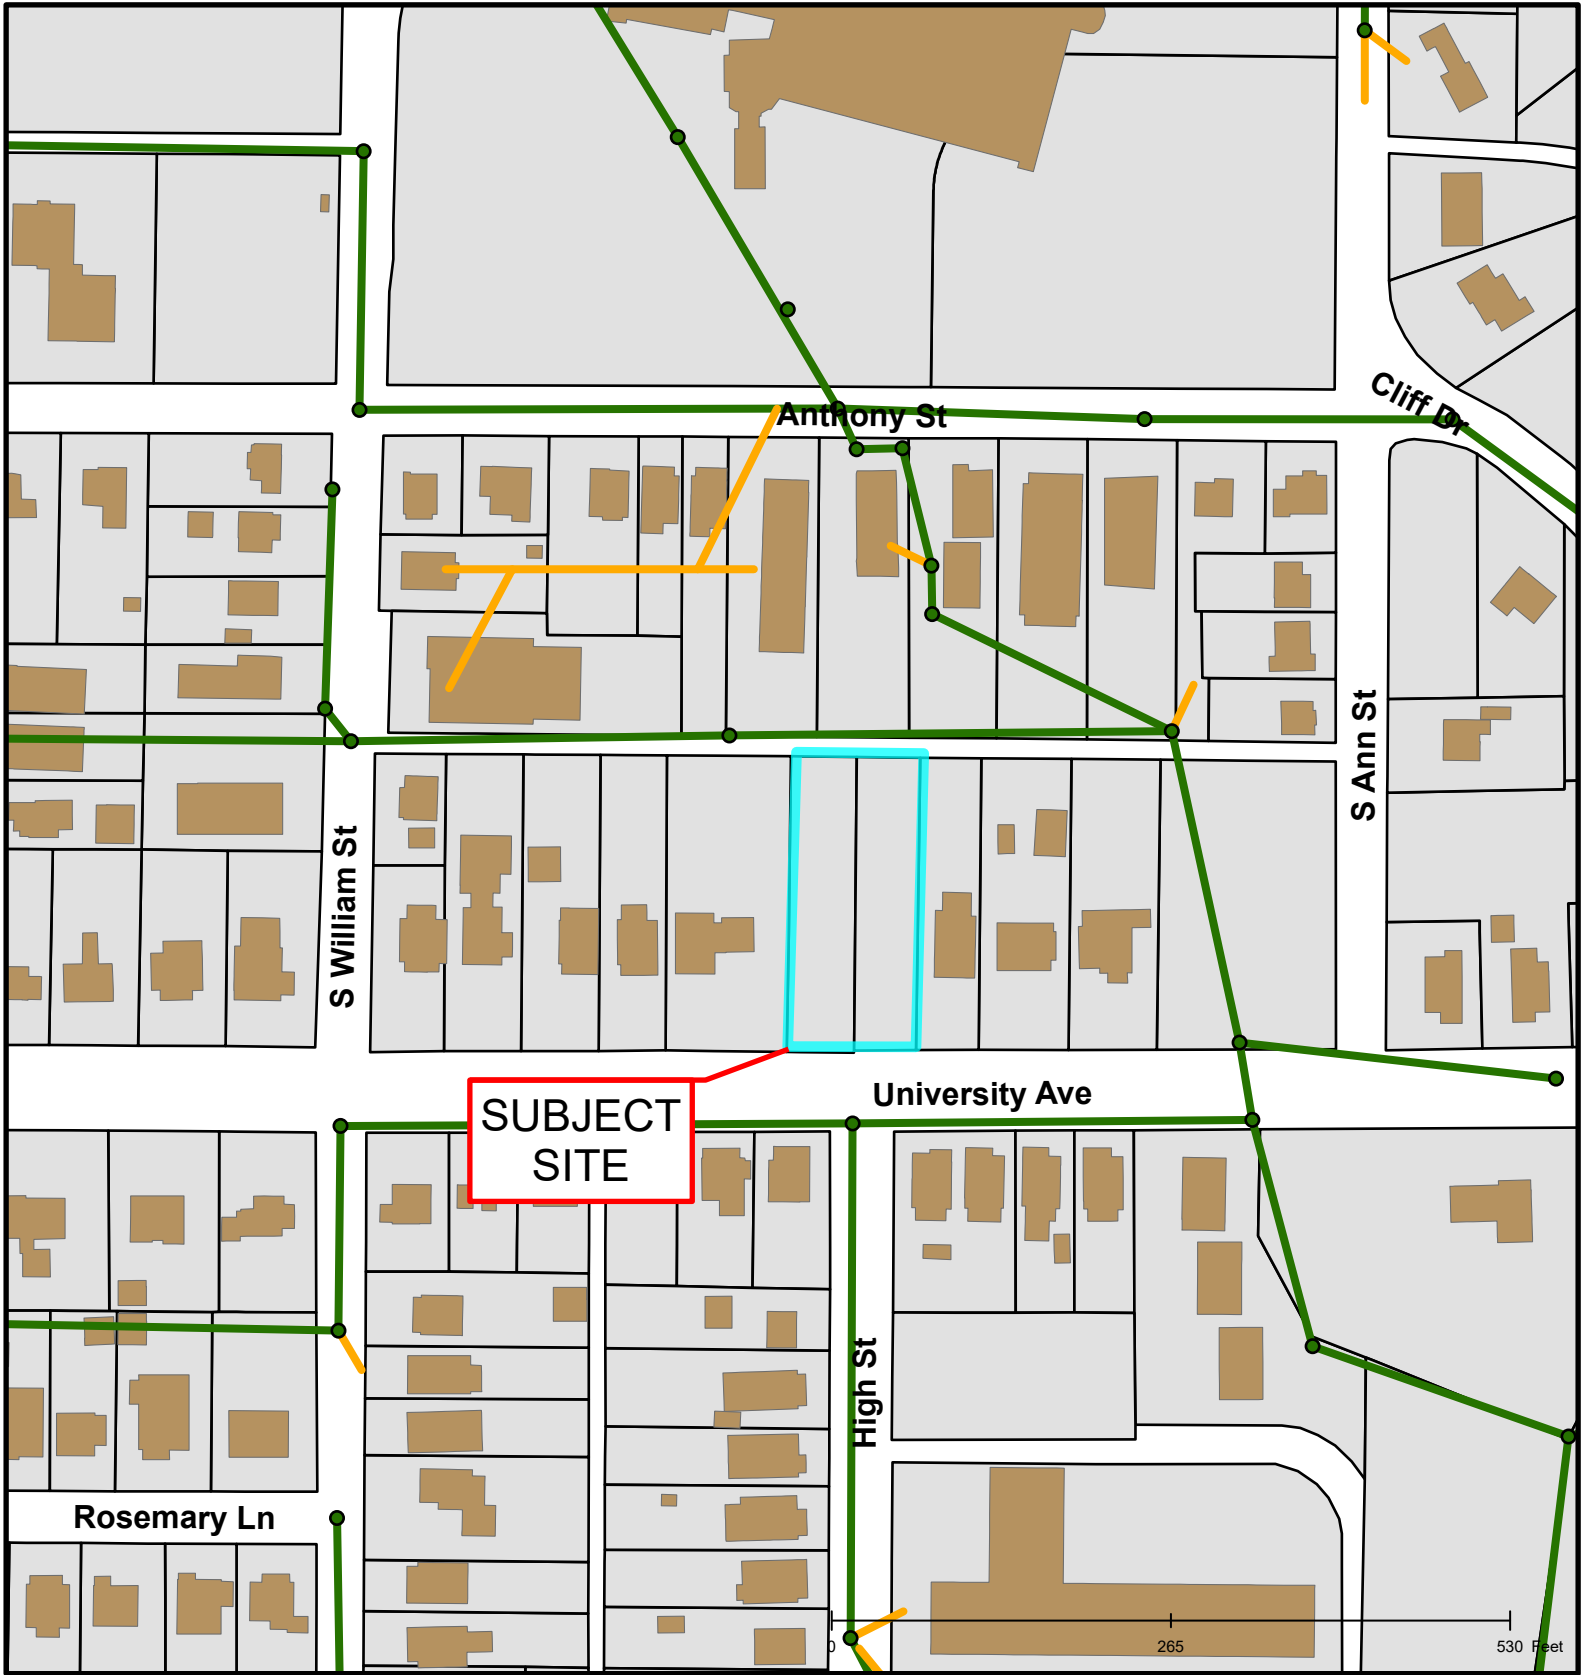 Anthony St
Cliff Dr
S Ann St
S William St
University Ave
SUBJECT
SITE
High St
Rosemary Ln
0 265 530 Feet